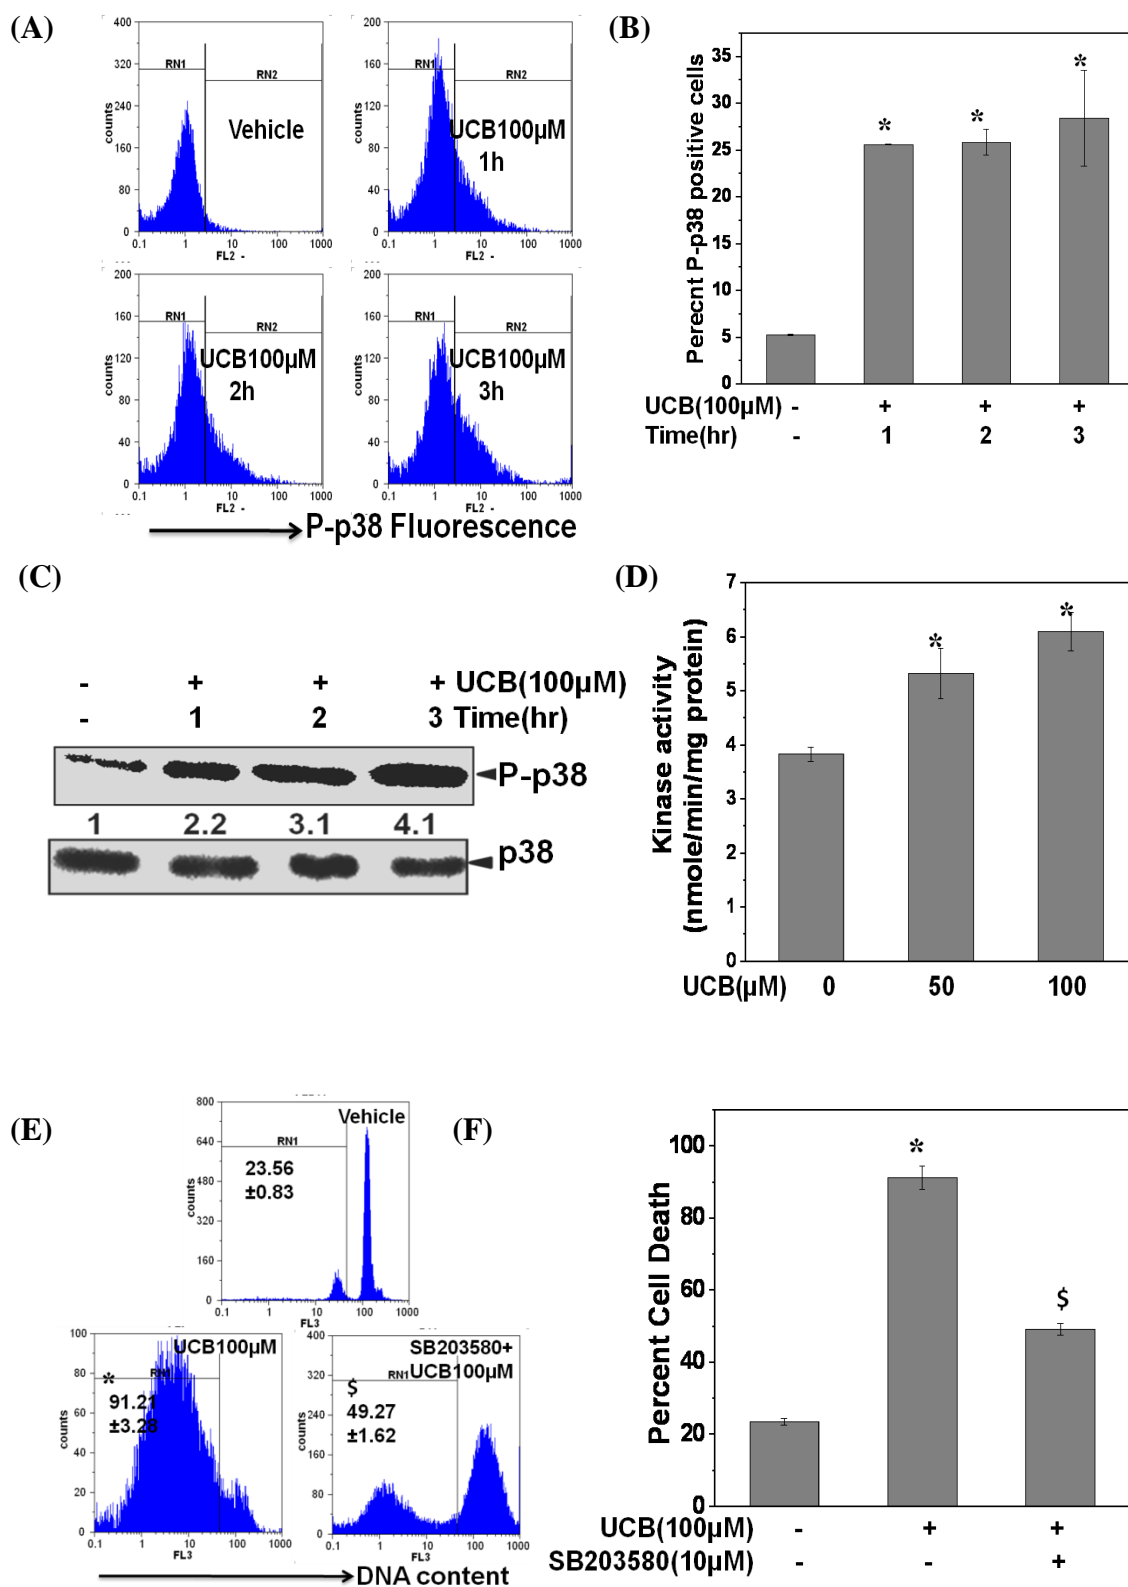 (A)
400
320
240
160
80
0
counts
RN1
RN2
Vehicle
0.1 1 10 100 1000
FL2 -
200
160
120
80
40
0
counts
RN1
RN2
UCB100µM
1h
0.1 1 10 100 1000
FL2 -
200
160
120
80
40
0
counts
RN1
RN2
UCB100µM
2h
0.1 1 10 100 1000
FL2 -
200
160
120
80
40
0
counts
RN1
RN2
UCB100µM
3h
0.1 1 10 100 1000
FL2 -
P-p38 Fluorescence
(B)
Perecnt P-p38 positive cells
35
30
25
20
15
10
5
0
* * *
UCB(100µM) - + + +
Time(hr) - 1 2 3
(C)
- + + + UCB(100µM)
- 1 2 3 Time(hr)
P-p38
1 2.2 3.1 4.1
p38
(D)
Kinase activity
(nmole/min/mg protein)
7
6
5
4
3
2
1
0
* *
UCB(µM) 0 50 100
(E)
800
640
480
320
160
0
counts
Vehicle
RN1
23.56
±0.83
0.1 1 10 100 1000
FL3
100
80
60
40
20
0
counts
UCB100µM
RN1
*
91.21
±3.28
0.1 1 10 100 1000
FL3
400
320
240
160
80
0
counts
SB203580+
RN1 UCB100µM
$
49.27
±1.62
0.1 1 10 100 1000
FL3
DNA content
(F)
Percent Cell Death
100
80
60
40
20
0
*
$
UCB(100µM) - + +
SB203580(10µM) - - +